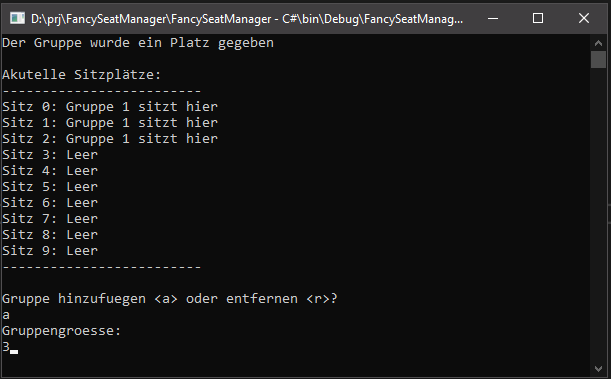 D:\prj\FancySeatManager\FancySeatManager - C#\bin\Debug\FancySeatManag...
Der Gruppe wurde ein Platz gegeben
Akutelle Sitzplätze:
-------------------------
Sitz 0: Gruppe 1 sitzt hier
Sitz 1: Gruppe 1 sitzt hier
Sitz 2: Gruppe 1 sitzt hier
Sitz 3: Leer
Sitz 4: Leer
Sitz 5: Leer
Sitz 6: Leer
Sitz 7: Leer
Sitz 8: Leer
Sitz 9: Leer
-------------------------
Gruppe hinzufuegen <a> oder entfernen <r>?
a
Gruppengroesse:
3